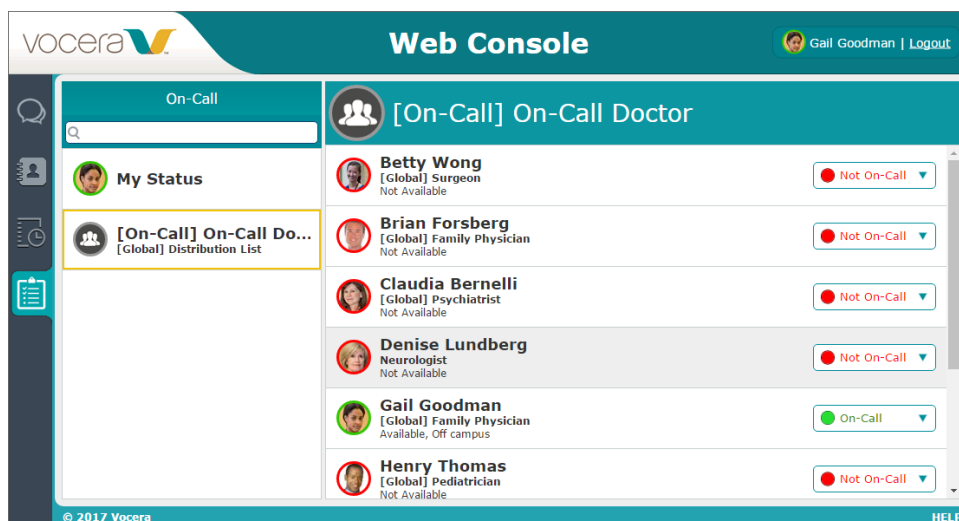 vocera
Web Console
Gail Goodman | Logout
On-Call
[On-Call] On-Call Doctor
My Status
[On-Call] On-Call Do...
[Global] Distribution List
Betty Wong
[Global] Surgeon
Not Available
Not On-Call
Brian Forsberg
[Global] Family Physician
Not Available
Not On-Call
Claudia Bernelli
[Global] Psychiatrist
Not Available
Not On-Call
Denise Lundberg
Neurologist
Not Available
Not On-Call
Gail Goodman
[Global] Family Physician
Available, Off campus
On-Call
Henry Thomas
[Global] Pediatrician
Not Available
Not On-Call
© 2017 Vocera
HELP